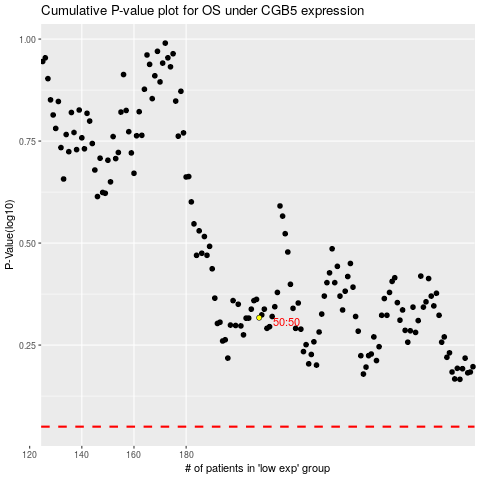 Cumulative P-value plot for OS under CGB5 expression
1.00
0.75
P-Value(log10)
0.50
50:50
0.25
120 140 160 180
# of patients in 'low exp' group